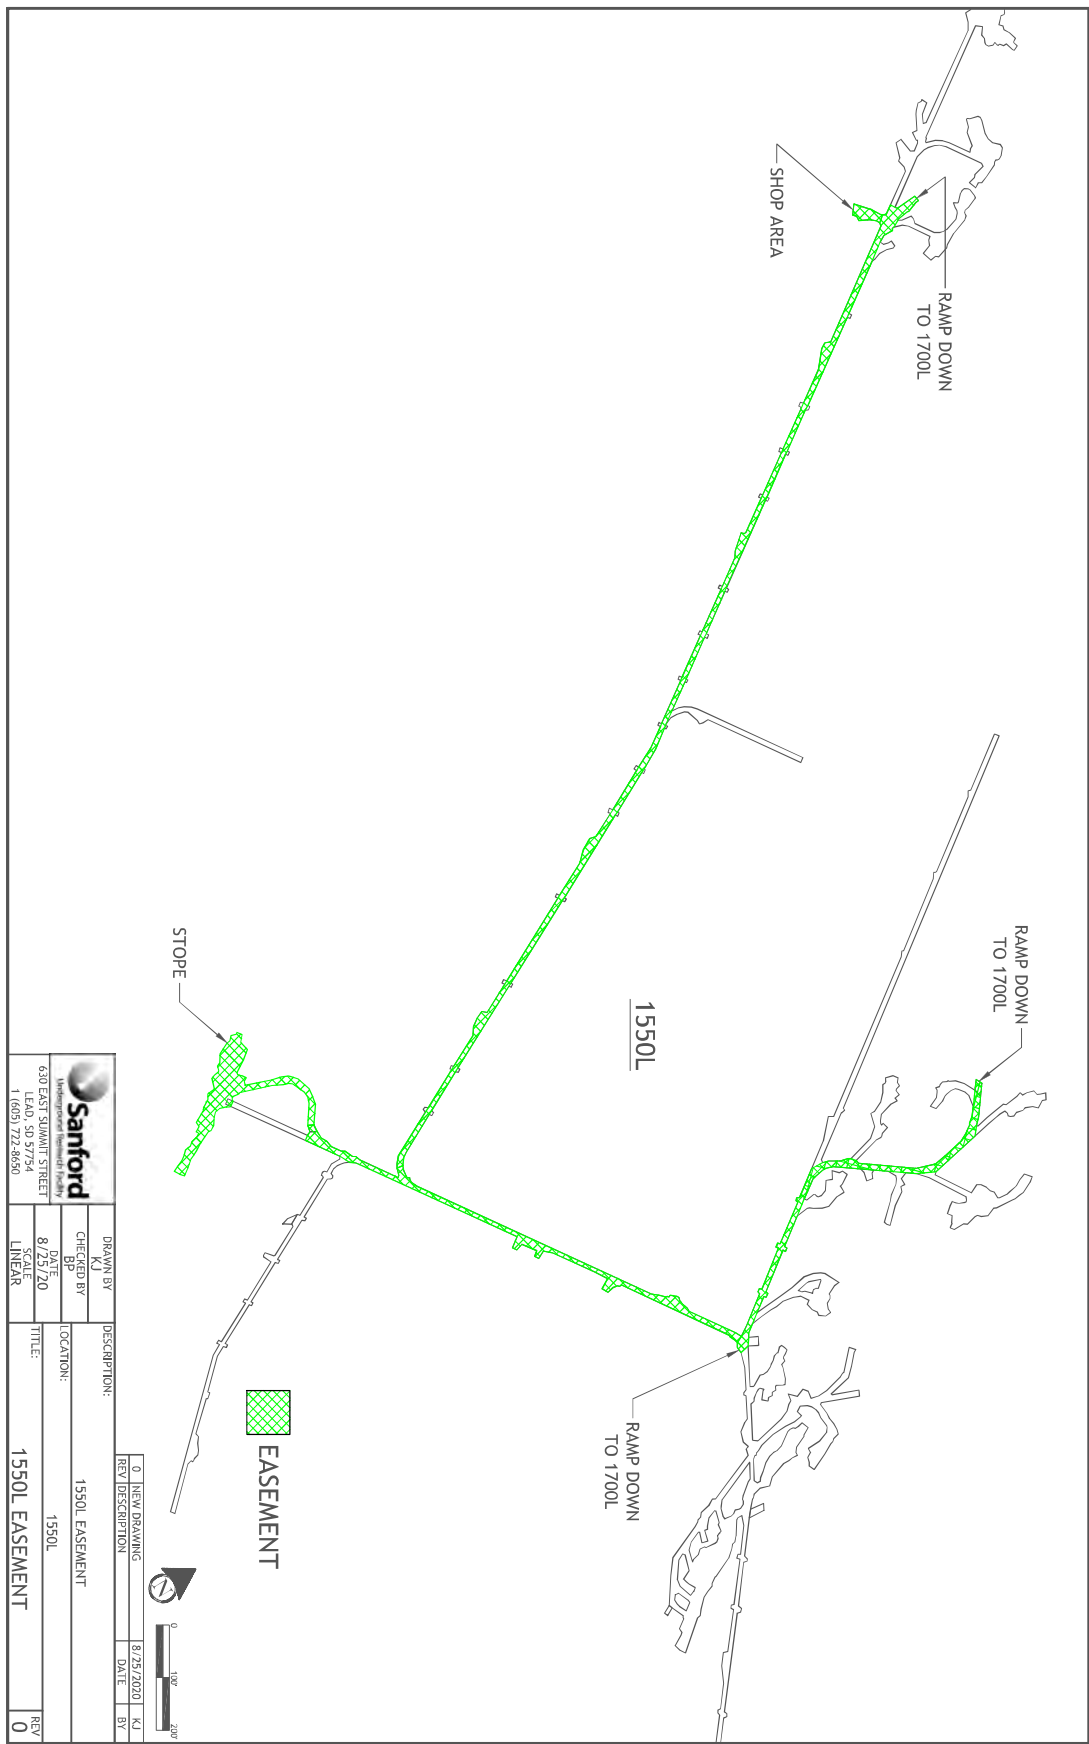 SHOP AREA
RAMP DOWN
TO 1700L
RAMP DOWN
TO 1700L
1550L
STOPE
RAMP DOWN
TO 1700L
EASEMENT
N
0
100'
200'
0 NEW DRAWING 8/25/2020 KJ
REV DESCRIPTION DATE BY
Sanford
Underground Research Facility
630 EAST SUMMIT STREET
LEAD, SD 57754
1 (605) 722-8650
DRAWN BY
KJ
CHECKED BY
BP
DATE
8/25/20
SCALE
LINEAR
DESCRIPTION:
1550L EASEMENT
LOCATION:
1550L
TITLE:
1550L EASEMENT
REV
0